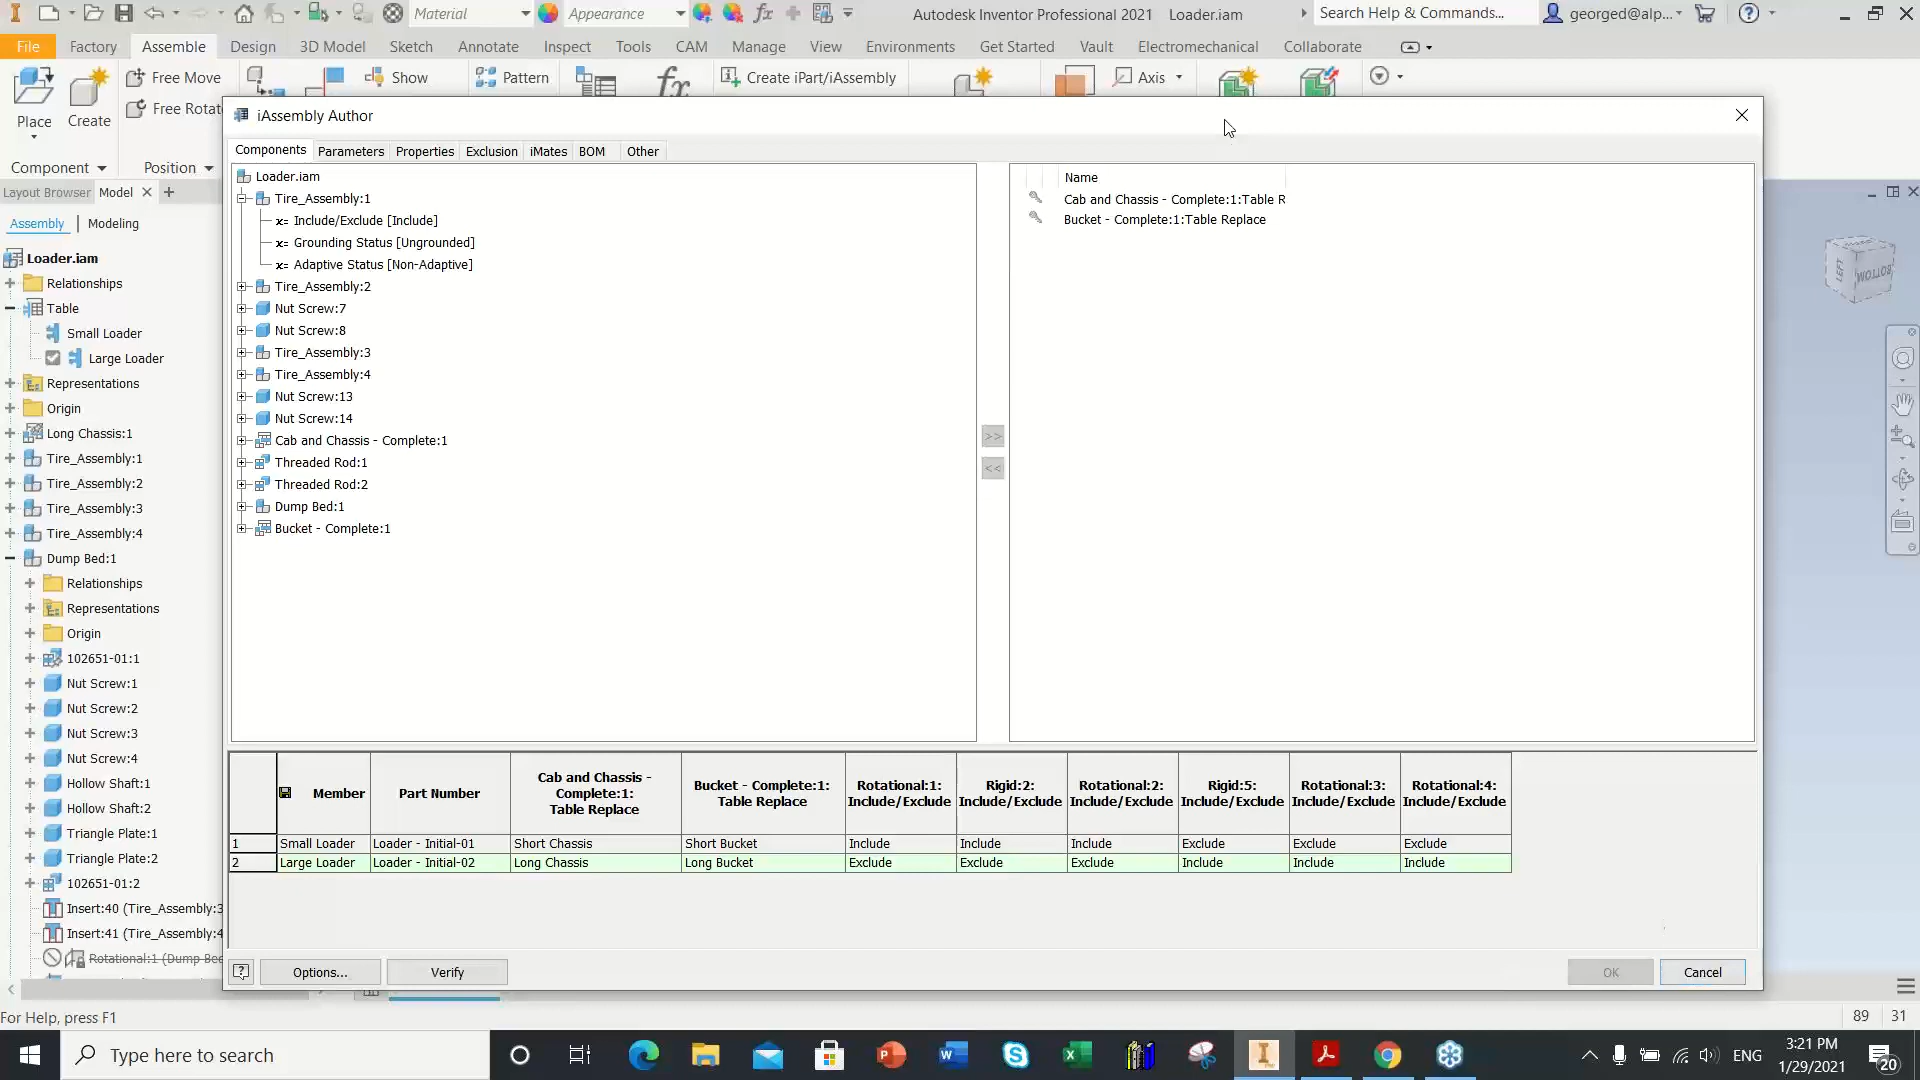 Material
Appearance
Autodesk Inventor Professional 2021 Loader.iam
Search Help & Commands...
georged@alp...
File Factory Assemble Design 3D Model Sketch Annotate Inspect Tools CAM Manage View Environments Get Started Vault Electromechanical Collaborate
Place
Create
Free Move
Free Rotat
Show
Pattern
Create iPart/iAssembly
Axis
Component
Position
Layout Browser Model
Assembly Modeling
Loader.iam
Relationships
Table
Small Loader
Large Loader
Representations
Origin
Long Chassis:1
Tire_Assembly:1
Tire_Assembly:2
Tire_Assembly:3
Tire_Assembly:4
Dump Bed:1
Relationships
Representations
Origin
102651-01:1
Nut Screw:1
Nut Screw:2
Nut Screw:3
Nut Screw:4
Hollow Shaft:1
Hollow Shaft:2
Triangle Plate:1
Triangle Plate:2
102651-01:2
Insert:40 (Tire_Assembly:3
Insert:41 (Tire_Assembly:4
Rotational:1 (Dump Bed
iAssembly Author
Components Parameters Properties Exclusion iMates BOM Other
Loader.iam
Tire_Assembly:1
x= Include/Exclude [Include]
x= Grounding Status [Ungrounded]
x= Adaptive Status [Non-Adaptive]
Tire_Assembly:2
Nut Screw:7
Nut Screw:8
Tire_Assembly:3
Tire_Assembly:4
Nut Screw:13
Nut Screw:14
Cab and Chassis - Complete:1
Threaded Rod:1
Threaded Rod:2
Dump Bed:1
Bucket - Complete:1
>>
<<
Name
Cab and Chassis - Complete:1:Table R
Bucket - Complete:1:Table Replace
Member
Part Number
Cab and Chassis -
Complete:1:
Table Replace
Bucket - Complete:1:
Table Replace
Rotational:1:
Include/Exclude
Rigid:2:
Include/Exclude
Rotational:2:
Include/Exclude
Rigid:5:
Include/Exclude
Rotational:3:
Include/Exclude
Rotational:4:
Include/Exclude
1 Small Loader Loader - Initial-01 Short Chassis Short Bucket Include Include Include Exclude Exclude Exclude
2 Large Loader Loader - Initial-02 Long Chassis Long Bucket Exclude Exclude Exclude Include Include Include
Options...
Verify
OK
Cancel
LEFT
BOTTOM
For Help, press F1
89 31
Type here to search
ENG
3:21 PM
1/29/2021
20